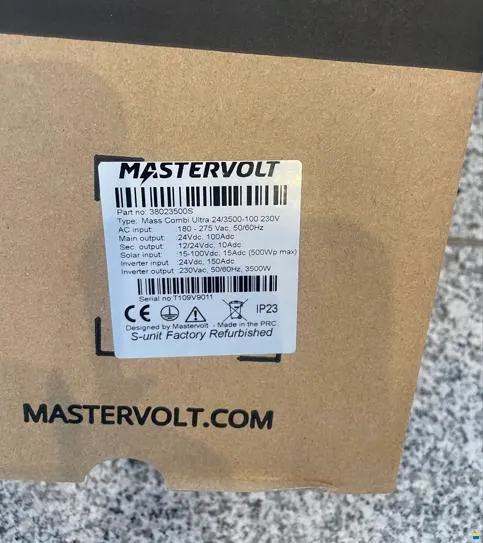 MASTERVOLT
Part no: 38023500S
Type: Mass Combi Ultra 24/3500-100 230V
AC input :180 - 275 Vac, 50/60Hz
Main output :24Vdc, 100Adc
Sec. output :12/24Vdc, 10Adc
Solar input :15-100Vdc, 15Adc (500Wp max)
Inverter input :24Vdc, 150Adc
Inverter output :230Vac, 50/60Hz, 3500W
Serial no:T109V9011
CE IP23
Designed by Mastervolt - Made in the PRC
S-unit Factory Refurbished
MASTERVOLT.COM